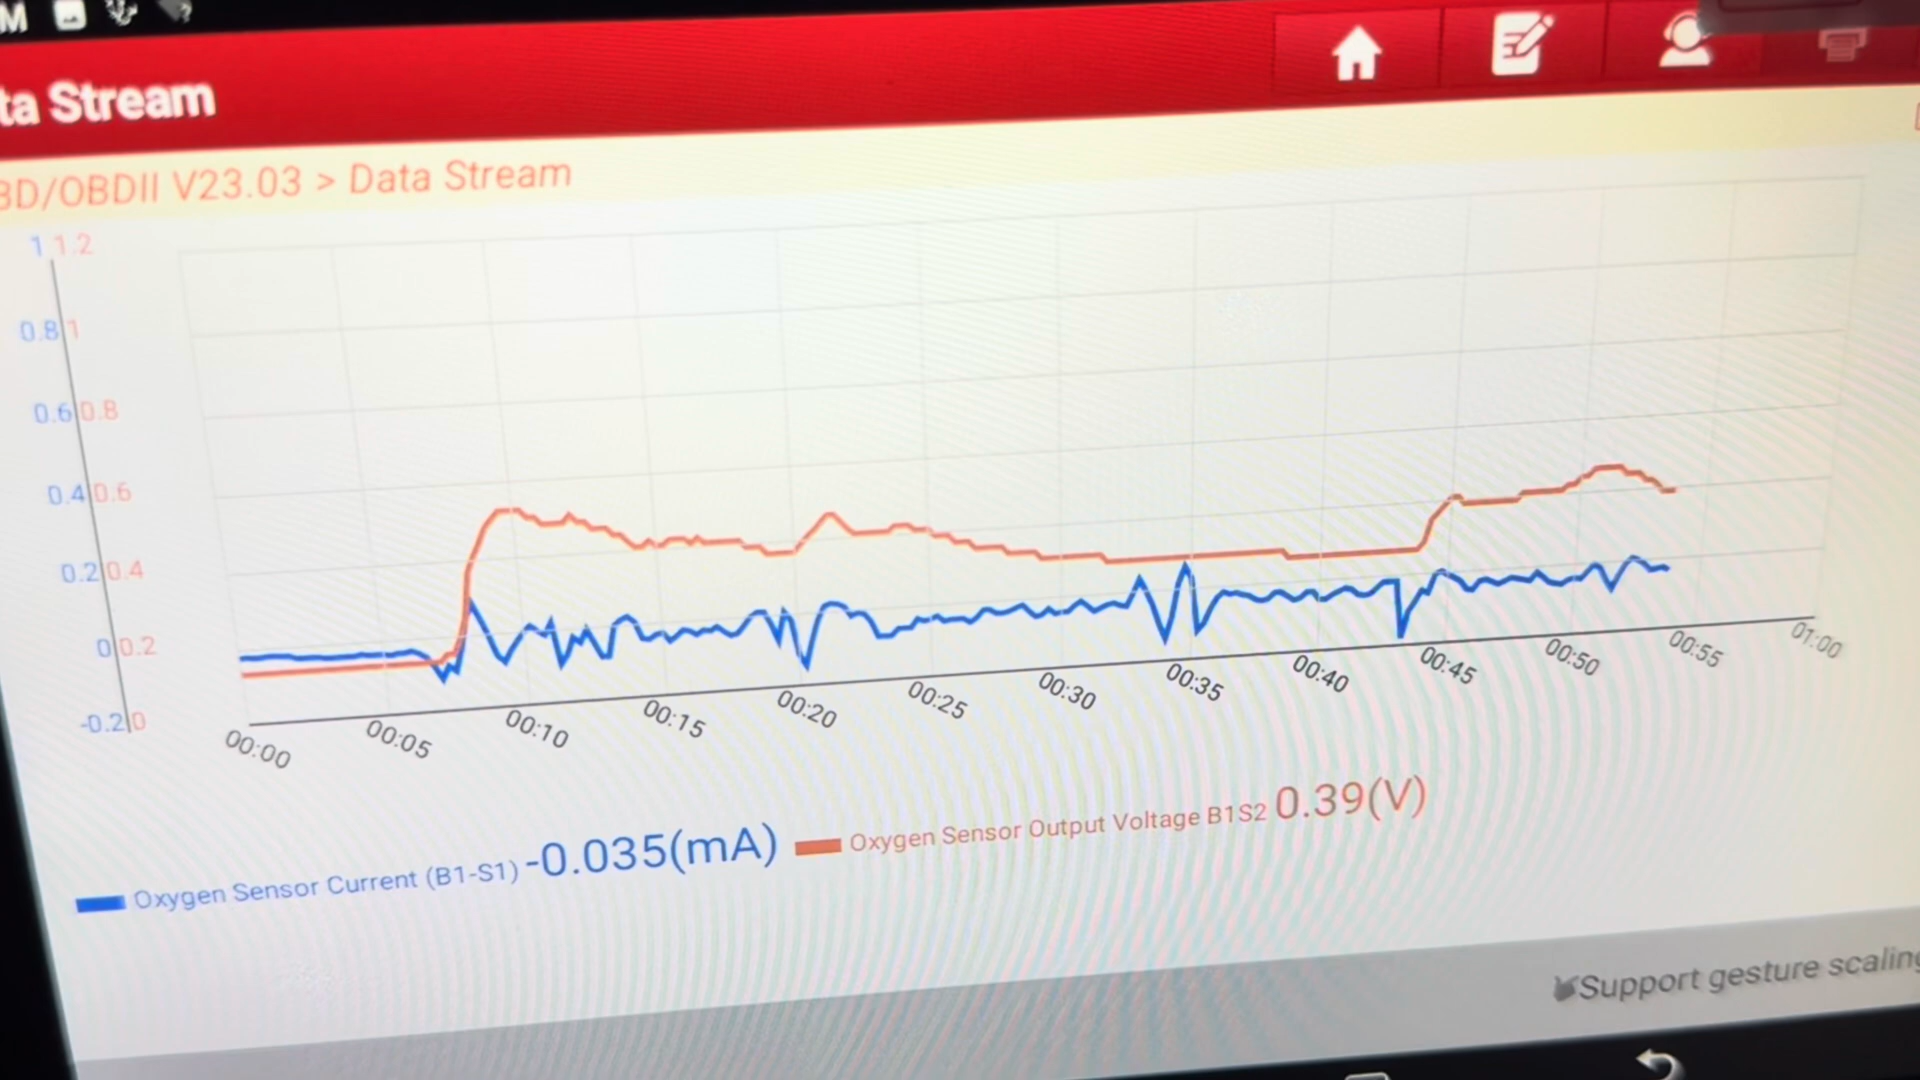 M
ta Stream
BD/OBDII V23.03 > Data Stream
1 1.2
0.8 1
0.6 0.8
0.4 0.6
0.2 0.4
0 0.2
-0.2 0
00:00 00:05 00:10 00:15 00:20 00:25 00:30 00:35 00:40 00:45 00:50 00:55 01:00
Oxygen Sensor Current (B1-S1) -0.035(mA) Oxygen Sensor Output Voltage B1S2 0.39(V)
Support gesture scaling